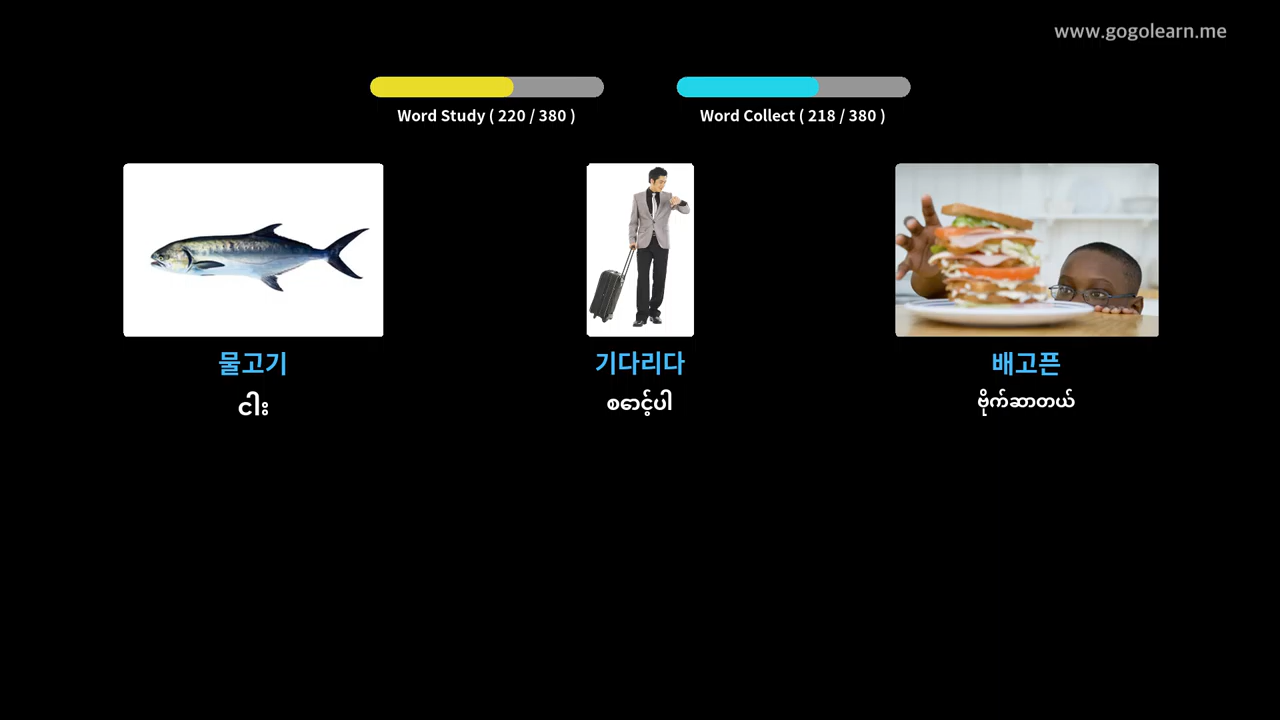 www.gogolearn.me
Word Study ( 220 / 380 )
Word Collect ( 218 / 380 )
물고기
기다리다
배고픈
ငါး
စောင့်ပါ
ဗိုက်ဆာတယ်